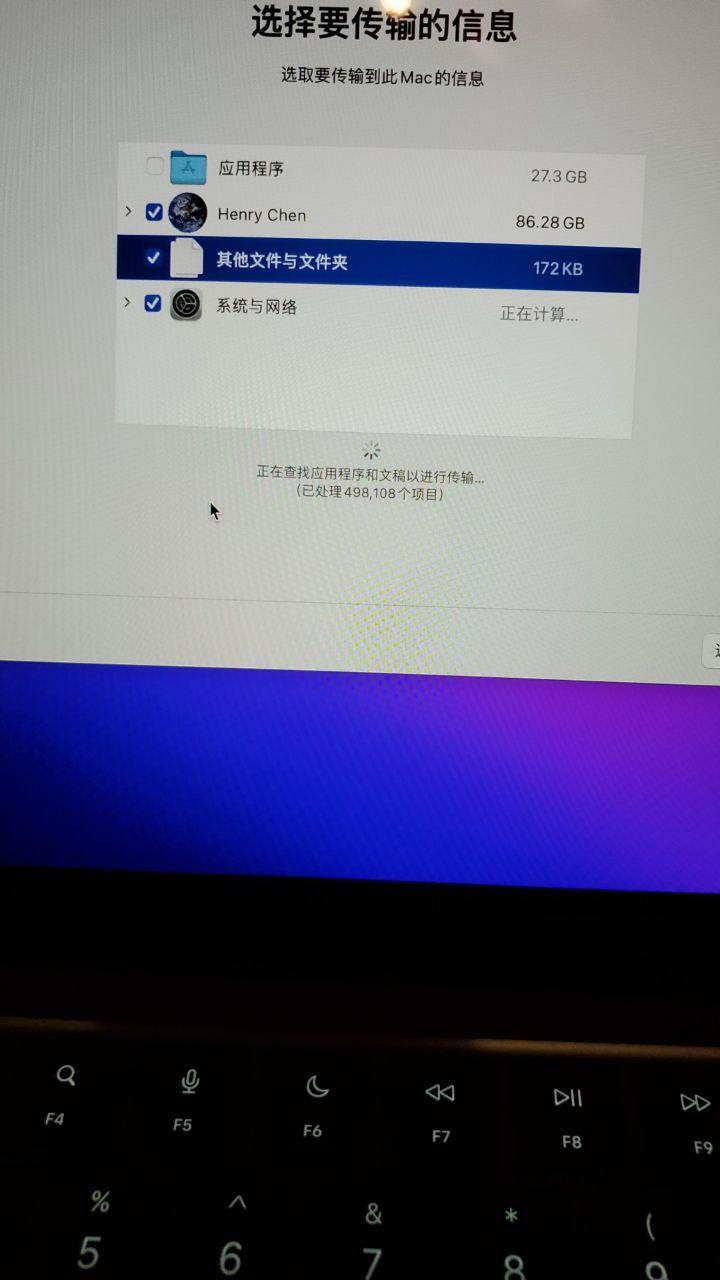 选择要传输的信息
选取要传输到此Mac的信息
应用程序 27.3 GB
Henry Chen 86.28 GB
其他文件与文件夹 172 KB
系统与网络 正在计算...
正在查找应用程序和文稿以进行传输...
(已处理498,108个项目)
F4 F5 F6 F7 F8 F9
% ^ & * (
5 6 7 8 9